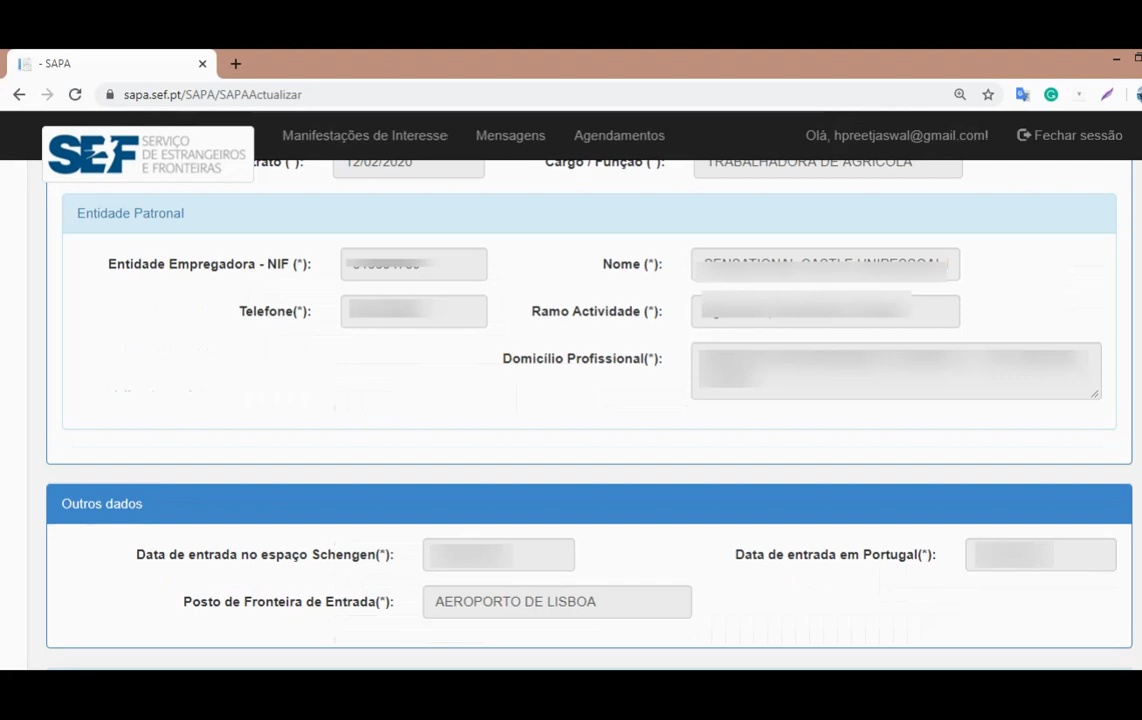 - SAPA
sapa.sef.pt/SAPA/SAPAActualizar
SEF SERVIÇO DE ESTRANGEIROS E FRONTEIRAS
Manifestações de Interesse
Mensagens
Agendamentos
Olá, hpreetjaswal@gmail.com!
Fechar sessão
12/02/2020
Cargo / Função (*):
TRABALHADORA DE AGRICOLA
Entidade Patronal
Entidade Empregadora - NIF (*):
Nome (*):
Telefone(*):
Ramo Actividade (*):
Domicílio Profissional(*):
Outros dados
Data de entrada no espaço Schengen(*):
Data de entrada em Portugal(*):
Posto de Fronteira de Entrada(*):
AEROPORTO DE LISBOA